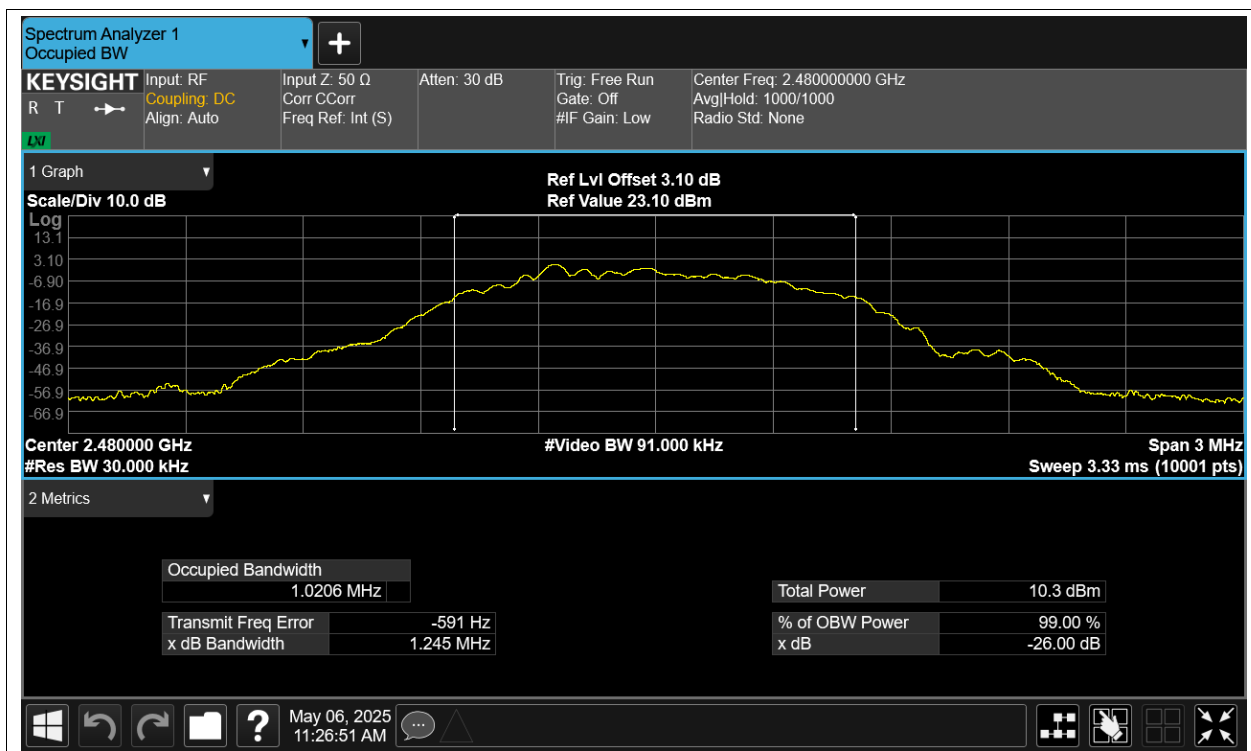 Spectrum Analyzer 1
Occupied BW
KEYSIGHT
R T
LXI
Input: RF
Coupling: DC
Align: Auto
Input Z: 50 Ω
Corr CCorr
Freq Ref: Int (S)
Atten: 30 dB
Trig: Free Run
Gate: Off
#IF Gain: Low
Center Freq: 2.480000000 GHz
Avg|Hold: 1000/1000
Radio Std: None
1 Graph
Scale/Div 10.0 dB
Ref Lvl Offset 3.10 dB
Ref Value 23.10 dBm
Log
13.1
3.10
-6.90
-16.9
-26.9
-36.9
-46.9
-56.9
-66.9
Center 2.480000 GHz
#Video BW 91.000 kHz
Span 3 MHz
#Res BW 30.000 kHz
Sweep 3.33 ms (10001 pts)
2 Metrics
Occupied Bandwidth
1.0206 MHz
Total Power 10.3 dBm
Transmit Freq Error -591 Hz
% of OBW Power 99.00 %
x dB Bandwidth 1.245 MHz
x dB -26.00 dB
?
May 06, 2025
11:26:51 AM